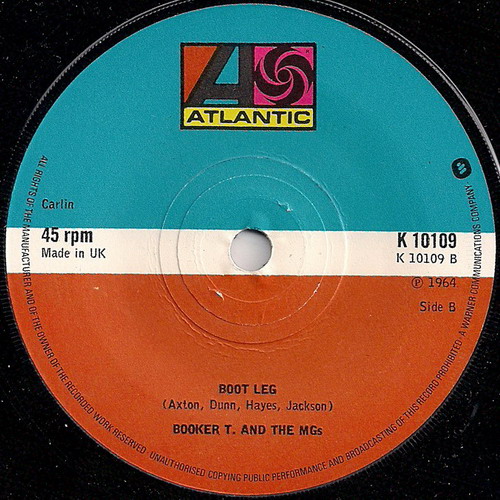 ATLANTIC
Carlin
45 rpm
Made in UK
K 10109
K 10109 B
℗ 1964
Side B
BOOT LEG
(Axton, Dunn, Hayes, Jackson)
BOOKER T. AND THE MGs
ALL RIGHTS OF THE MANUFACTURER AND OF THE OWNER OF THE RECORDED WORK RESERVED · UNAUTHORISED COPYING PUBLIC PERFORMANCE AND BROADCASTING OF THIS RECORD PROHIBITED · A WARNER COMMUNICATIONS COMPANY